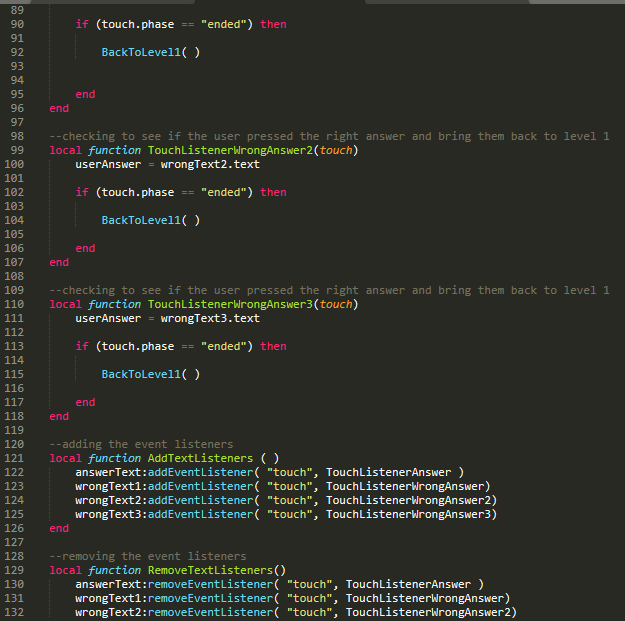 89
90 if (touch.phase == "ended") then
91
92 BackToLevel1( )
93
94
95 end
96 end
97
98 --checking to see if the user pressed the right answer and bring them back to level 1
99 local function TouchListenerWrongAnswer2(touch)
100 userAnswer = wrongText2.text
101
102 if (touch.phase == "ended") then
103
104 BackToLevel1( )
105
106 end
107 end
108
109 --checking to see if the user pressed the right answer and bring them back to level 1
110 local function TouchListenerWrongAnswer3(touch)
111 userAnswer = wrongText3.text
112
113 if (touch.phase == "ended") then
114
115 BackToLevel1( )
116
117 end
118 end
119
120 --adding the event listeners
121 local function AddTextListeners ( )
122 answerText:addEventListener( "touch", TouchListenerAnswer )
123 wrongText1:addEventListener( "touch", TouchListenerWrongAnswer)
124 wrongText2:addEventListener( "touch", TouchListenerWrongAnswer2)
125 wrongText3:addEventListener( "touch", TouchListenerWrongAnswer3)
126 end
127
128 --removing the event listeners
129 local function RemoveTextListeners()
130 answerText:removeEventListener( "touch", TouchListenerAnswer )
131 wrongText1:removeEventListener( "touch", TouchListenerWrongAnswer)
132 wrongText2:removeEventListener( "touch", TouchListenerWrongAnswer2)